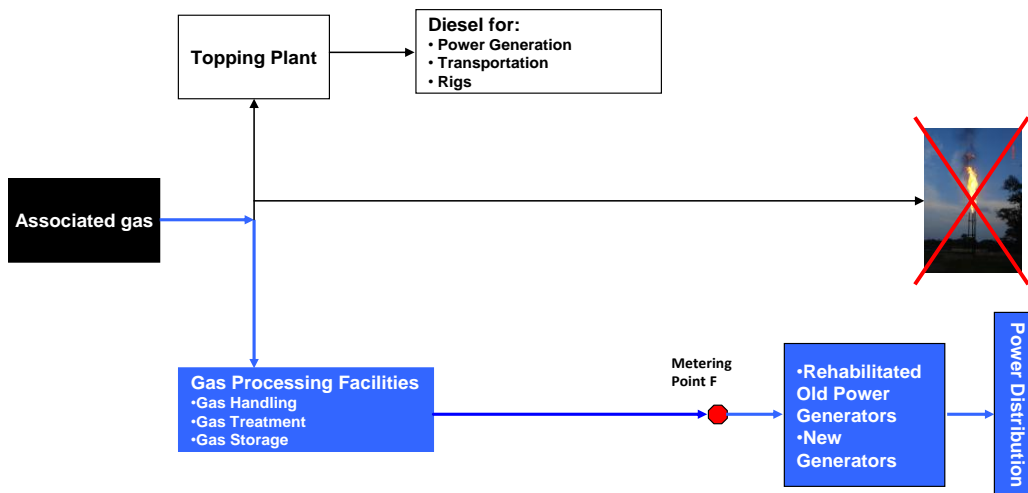 Diesel for:
• Power Generation
• Transportation
• Rigs
Topping Plant
Associated gas
Gas Processing Facilities
•Gas Handling
•Gas Treatment
•Gas Storage
Metering
Point F
•Rehabilitated
Old Power
Generators
•New
Generators
Power Distribution